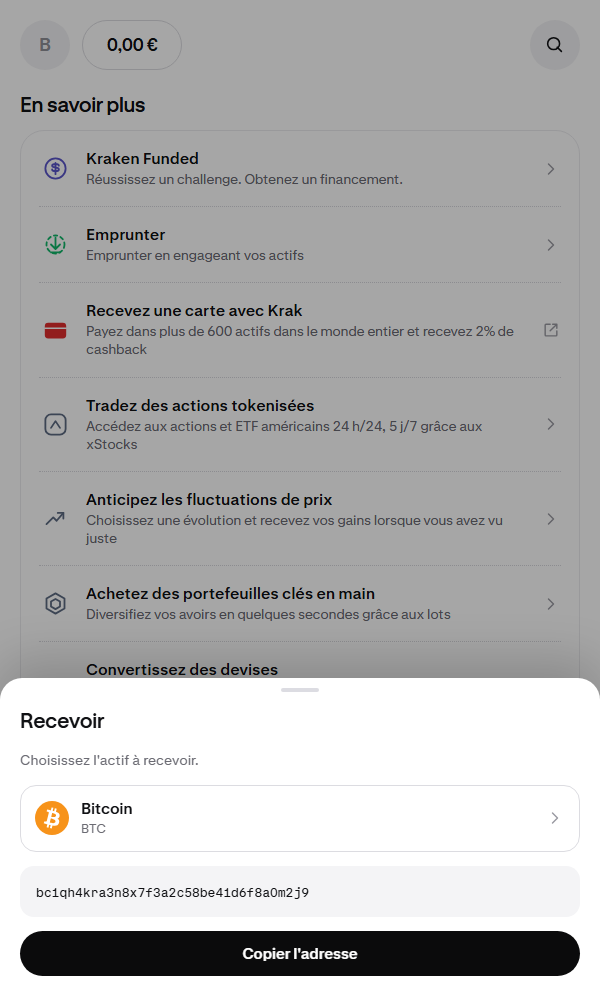 B
0,00 €
En savoir plus
Kraken Funded
Réussissez un challenge. Obtenez un financement.
Emprunter
Emprunter en engageant vos actifs
Recevez une carte avec Krak
Payez dans plus de 600 actifs dans le monde entier et recevez 2% de
cashback
Tradez des actions tokenisées
Accédez aux actions et ETF américains 24 h/24, 5 j/7 grâce aux
xStocks
Anticipez les fluctuations de prix
Choisissez une évolution et recevez vos gains lorsque vous avez vu
juste
Achetez des portefeuilles clés en main
Diversifiez vos avoirs en quelques secondes grâce aux lots
Convertissez des devises
Recevoir
Choisissez l'actif à recevoir.
Bitcoin
BTC
bc1qh4kra3n8x7f3a2c58be41d6f8a0m2j9
Copier l'adresse